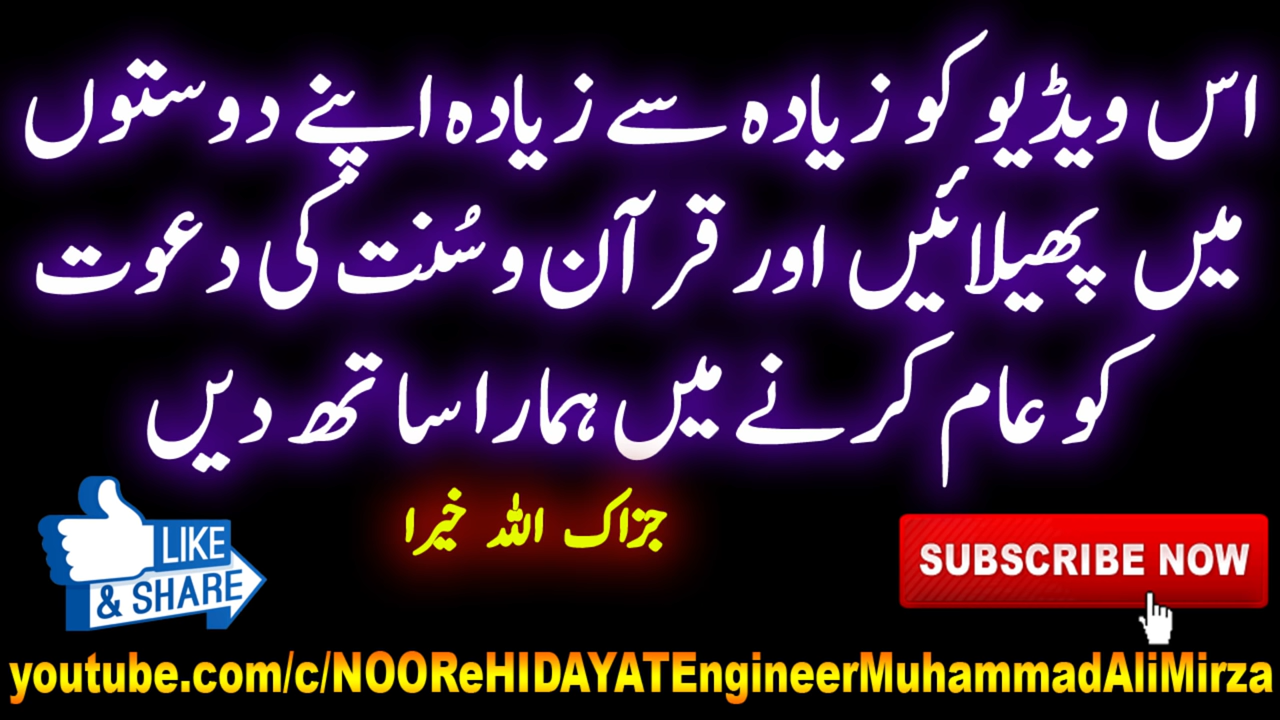 اس ویڈیو کو زیادہ سے زیادہ اپنے دوستوں
میں پھیلائیں اور قرآن و سُنت کی دعوت
کو عام کرنے میں ہمارا ساتھ دیں
جزاک اللہ خیرا
LIKE
& SHARE
SUBSCRIBE NOW
youtube.com/c/NOOReHIDAYATEngineerMuhammadAliMirza